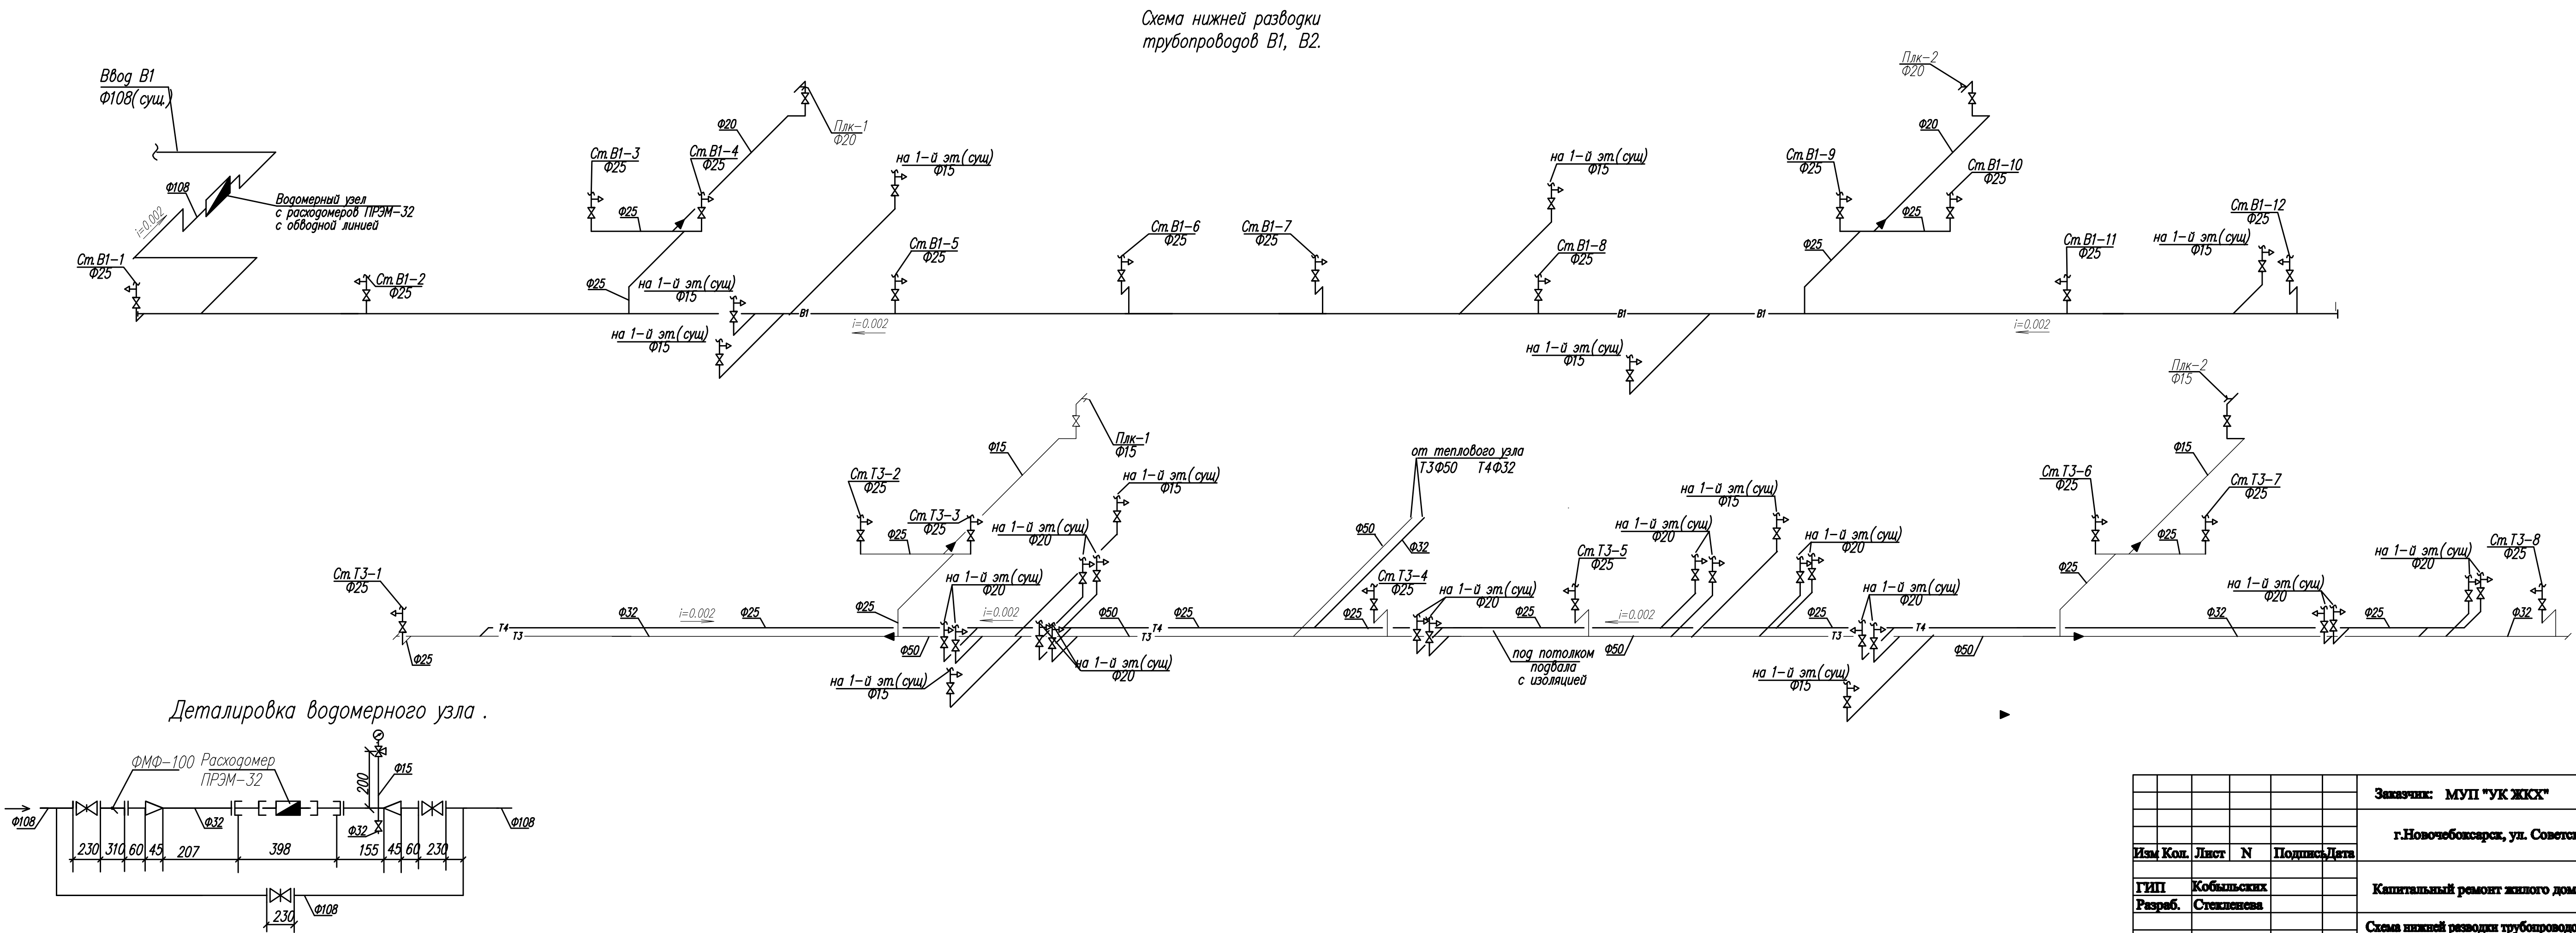 Схема нижней разводки
трубопроводов В1, В2.
Ввод В1
Ф108(сущ.)
Ф108
i=0.002
Водомерный узел
с расходомеров ПРЭМ-32
с обводной линией
Ст.В1-1
Ф25
Ст.В1-2
Ф25
Ст.В1-3
Ф25
Ст.В1-4
Ф25
Ф20
Плк-1
Ф20
Ф25
Ф25
на 1-й эт.(сущ)
Ф15
на 1-й эт.(сущ)
Ф15
на 1-й эт.(сущ)
Ф15
В1
i=0.002
Ст.В1-5
Ф25
Ст.В1-6
Ф25
Ст.В1-7
Ф25
на 1-й эт.(сущ)
Ф15
Ст.В1-8
Ф25
на 1-й эт.(сущ)
Ф15
В1
В1
Плк-2
Ф20
Ф20
Ст.В1-9
Ф25
Ст.В1-10
Ф25
Ф25
Ф25
Ст.В1-11
Ф25
на 1-й эт.(сущ)
Ф15
Ст.В1-12
Ф25
i=0.002
Ст.Т3-1
Ф25
Ф25
Т4
Т3
Ф32
i=0.002
Ф25
Ст.Т3-2
Ф25
Ст.Т3-3
Ф25
Ф25
Ф25
Ф15
Плк-1
Ф15
на 1-й эт.(сущ)
Ф15
на 1-й эт.(сущ)
Ф20
на 1-й эт.(сущ)
Ф20
i=0.002
Ф50
на 1-й эт.(сущ)
Ф15
на 1-й эт.(сущ)
Ф20
Ф50
Т4
Т3
Ф25
от теплового узла
Т3Ф50 Т4Ф32
Ф50
Ф32
Ст.Т3-4
Ф25
Ф25
на 1-й эт.(сущ)
Ф20
Ф25
под потолком
подвала
с изоляцией
Ст.Т3-5
Ф25
i=0.002
Ф50
на 1-й эт.(сущ)
Ф20
на 1-й эт.(сущ)
Ф15
на 1-й эт.(сущ)
Ф20
Ф25
Т3
на 1-й эт.(сущ)
Ф20
Т4
Ф50
на 1-й эт.(сущ)
Ф15
Плк-2
Ф15
Ф15
Ст.Т3-6
Ф25
Ст.Т3-7
Ф25
Ф25
Ф25
на 1-й эт.(сущ)
Ф20
Ф32
Ф25
на 1-й эт.(сущ)
Ф20
Ст.Т3-8
Ф25
Ф32
Деталировка водомерного узла .
ФМФ-100
Расходомер
ПРЭМ-32
200
Ф15
Ф108
Ф32
Ф32
Ф108
230 310 60 45 207 398 155 45 60 230
Ф108
230
Заказчик: МУП "УК ЖКХ"
г.Новочебоксарск, ул. Советс
Изм Кол. Лист N Подпись Дата
ГИП Кобыльских
Разраб. Стекленева
Капитальный ремонт жилого дом
Схема нижней разводки трубопровод